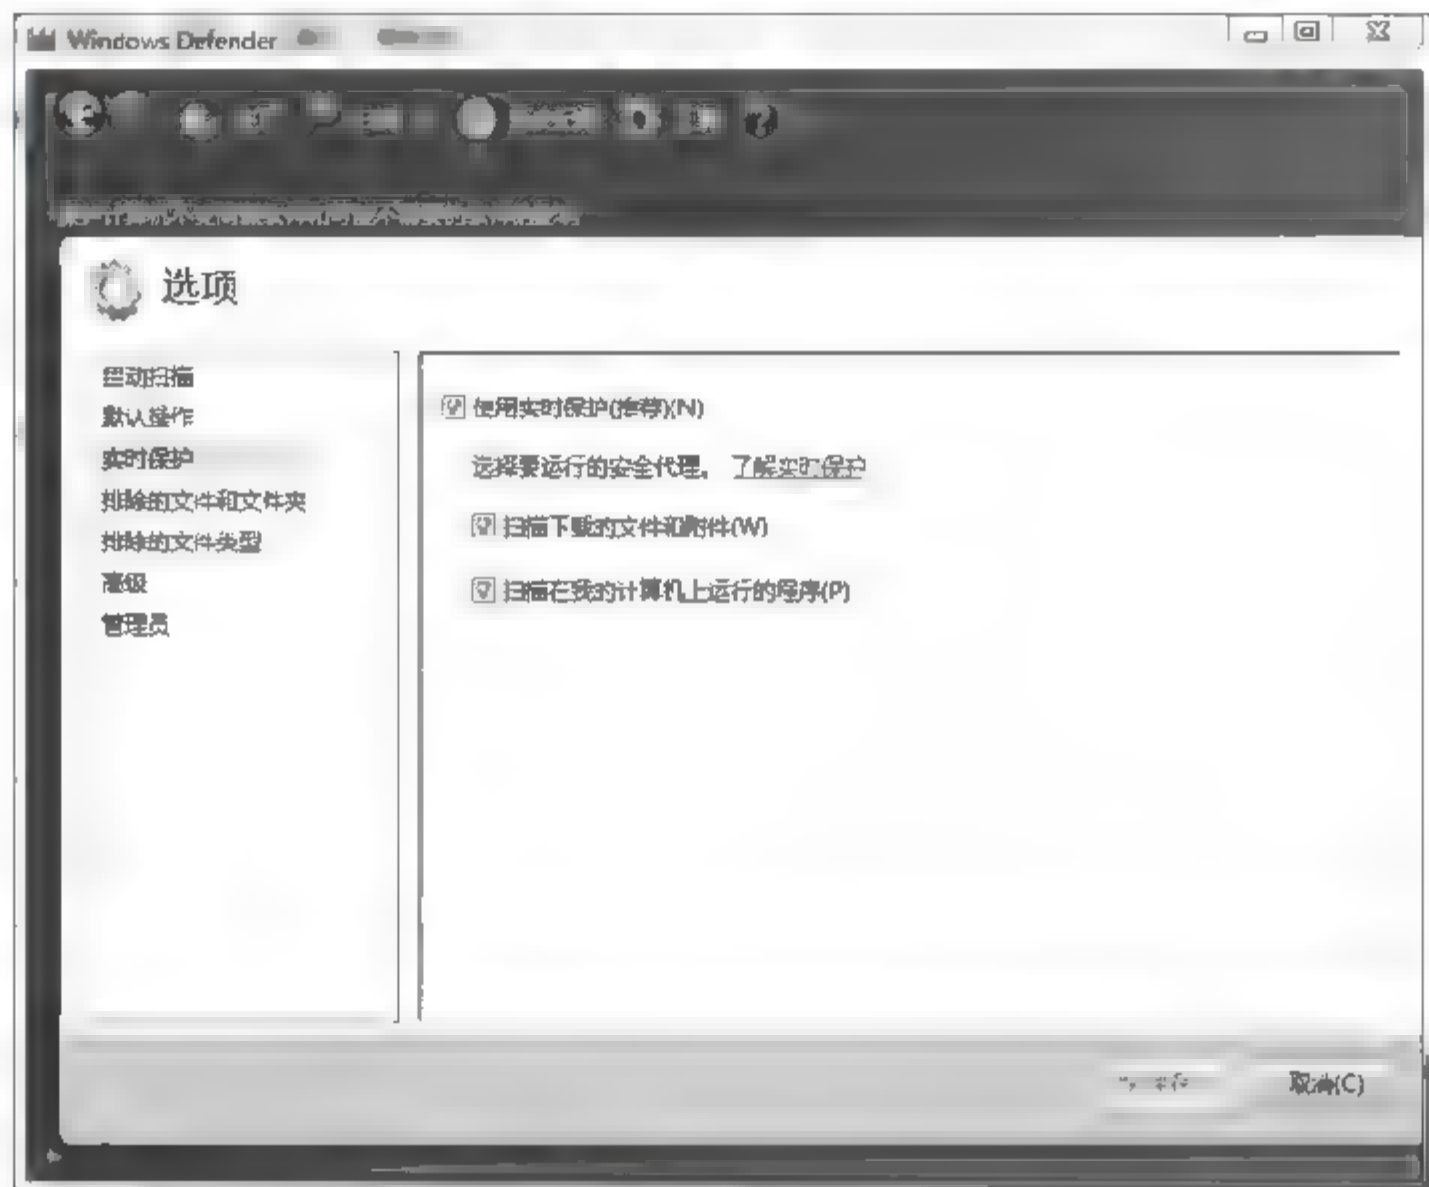 Windows Defender
选项
自动扫描
默认操作
实时保护
排除的文件和文件夹
排除的文件类型
高级
管理员
使用实时保护(推荐)(N)
选择要运行的安全代理。 了解实时保护
扫描下载的文件和附件(W)
扫描在我的计算机上运行的程序(P)
取消(C)